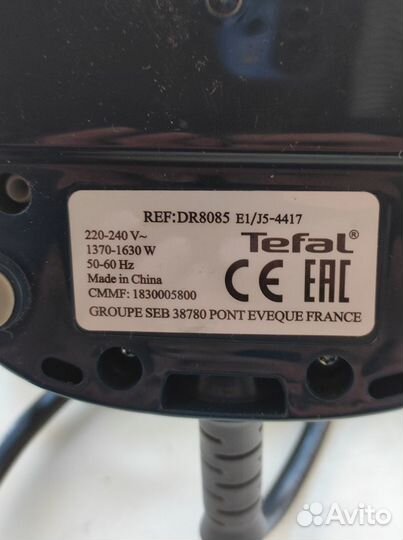 REF:DR8085 E1/J5-4417
220-240 V~
1370-1630 W
50-60 Hz
Made in China
CMMF: 1830005800
Tefal®
CE EAC
GROUPE SEB 38780 PONT EVEQUE FRANCE
Avito